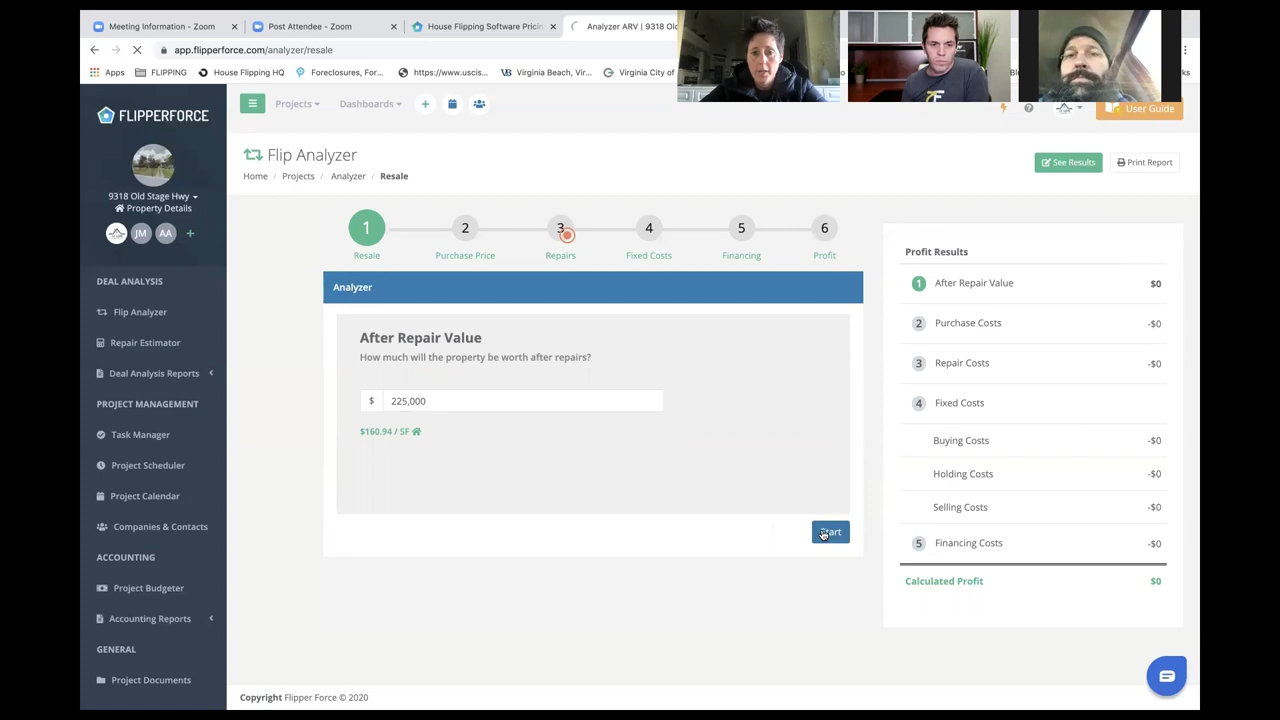 Meeting Information - Zoom
Post Attendee - Zoom
House Flipping Software Pricin
Analyzer ARV | 9318 Ol
app.flipperforce.com/analyzer/resale
Apps
FLIPPING
House Flipping HQ
Foreclosures, For...
https://www.uscis...
Virginia Beach, Vir...
Virginia City of
FLIPPERFORCE
Projects
Dashboards
User Guide
Flip Analyzer
Home / Projects / Analyzer / Resale
See Results
Print Report
9318 Old Stage Hwy
Property Details
JM
AA
1
2
3
4
5
6
Resale
Purchase Price
Repairs
Fixed Costs
Financing
Profit
DEAL ANALYSIS
Flip Analyzer
Repair Estimator
Deal Analysis Reports
PROJECT MANAGEMENT
Task Manager
Project Scheduler
Project Calendar
Companies & Contacts
ACCOUNTING
Project Budgeter
Accounting Reports
GENERAL
Project Documents
Analyzer
After Repair Value
How much will the property be worth after repairs?
$ 225,000
$160.94 / SF
Start
Profit Results
1 After Repair Value $0
2 Purchase Costs -$0
3 Repair Costs -$0
4 Fixed Costs
Buying Costs -$0
Holding Costs -$0
Selling Costs -$0
5 Financing Costs -$0
Calculated Profit $0
Copyright Flipper Force © 2020